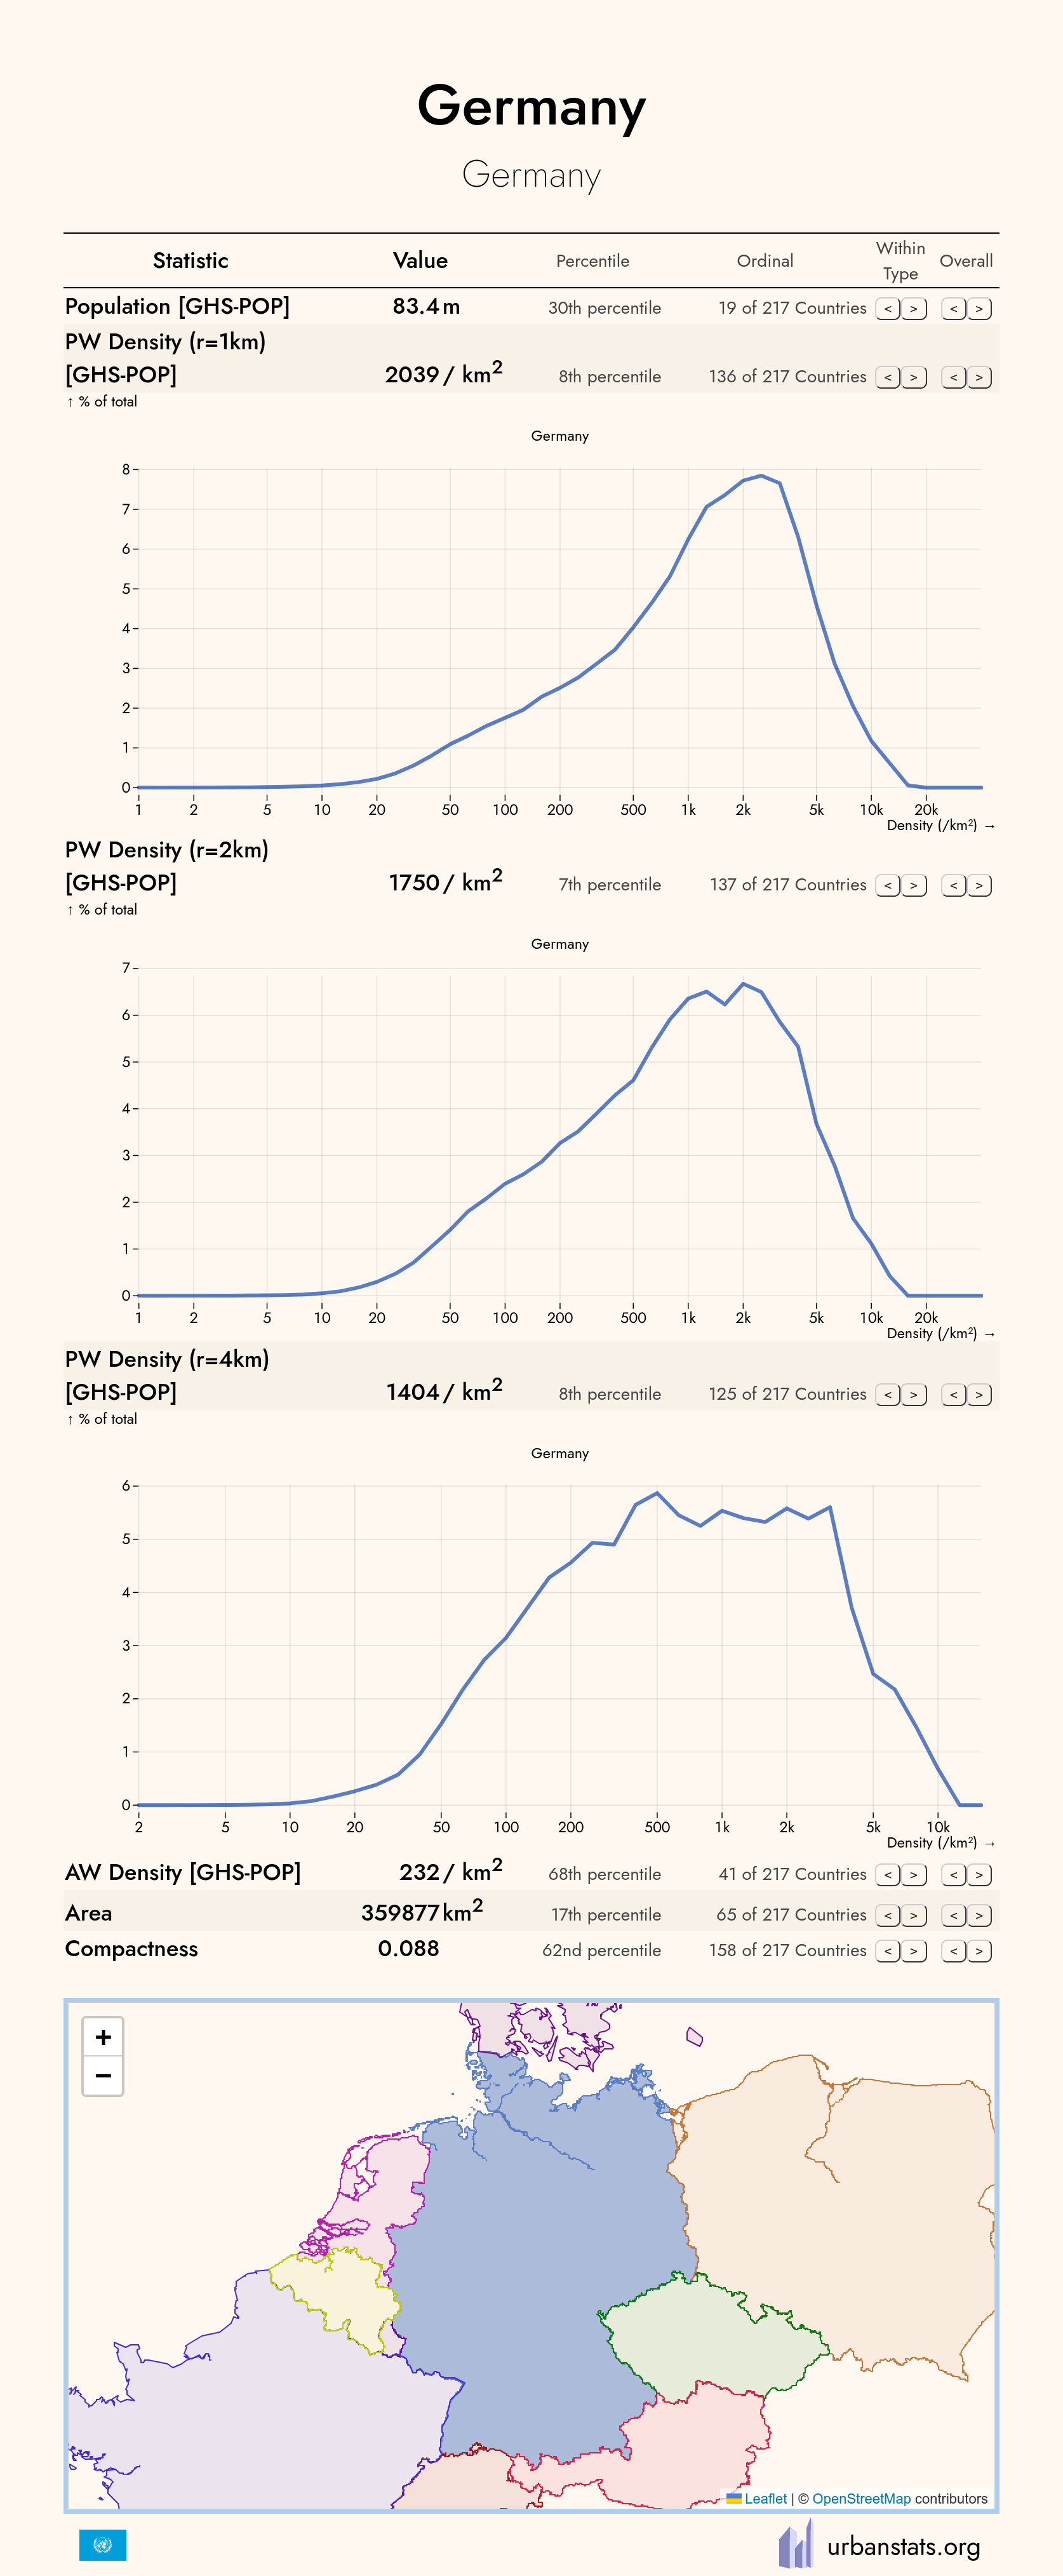 Germany
Germany
Statistic Value Percentile Ordinal Within Type Overall
Population [GHS-POP] 83.4 m 30th percentile 19 of 217 Countries < > < >
PW Density (r=1km)
[GHS-POP] 2039 / km² 8th percentile 136 of 217 Countries < > < >
↑ % of total
Germany
8
7
6
5
4
3
2
1
0
1 2 5 10 20 50 100 200 500 1k 2k 5k 10k 20k
Density (/km²) →
PW Density (r=2km)
[GHS-POP] 1750 / km² 7th percentile 137 of 217 Countries < > < >
↑ % of total
Germany
7
6
5
4
3
2
1
0
1 2 5 10 20 50 100 200 500 1k 2k 5k 10k 20k
Density (/km²) →
PW Density (r=4km)
[GHS-POP] 1404 / km² 8th percentile 125 of 217 Countries < > < >
↑ % of total
Germany
6
5
4
3
2
1
0
2 5 10 20 50 100 200 500 1k 2k 5k 10k
Density (/km²) →
AW Density [GHS-POP] 232 / km² 68th percentile 41 of 217 Countries < > < >
Area 359877 km² 17th percentile 65 of 217 Countries < > < >
Compactness 0.088 62nd percentile 158 of 217 Countries < > < >
+
−
Leaflet | © OpenStreetMap contributors
urbanstats.org